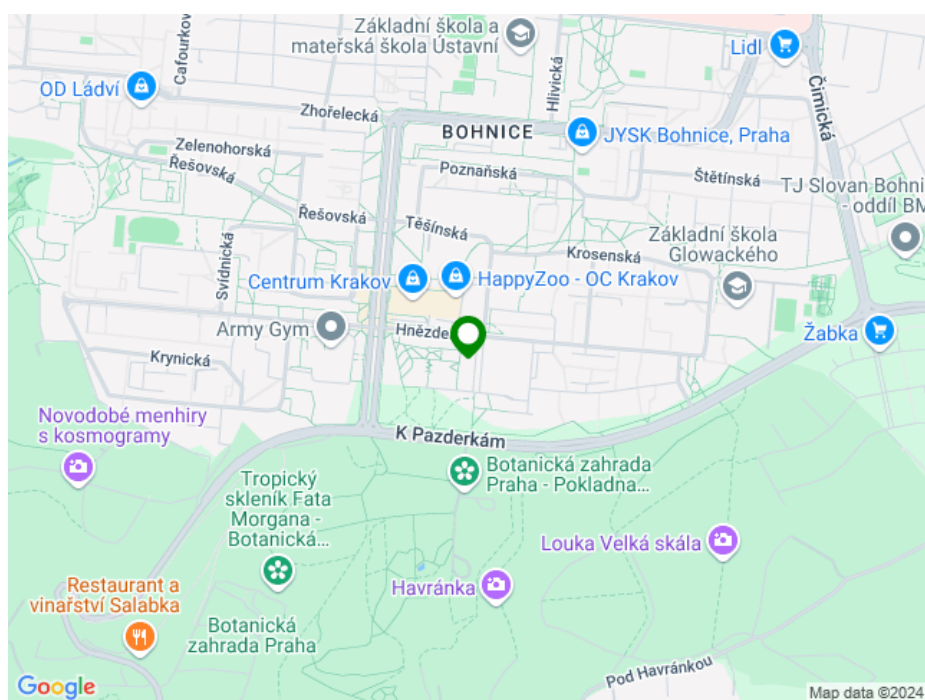 Základní škola a
mateřská škola Ústavní
Lidl
Cafourkov
Hlivická
Čimická
OD Ládví
Zhořelecká
BOHNICE
JYSK Bohnice, Praha
Zelenohorská
Řešovská
Poznaňská
Štětínská
TJ Slovan Bohni
- oddíl BM
Řešovská
Těšínská
Svidnická
Krosenská
Základní škola
Glowackého
Centrum Krakov
HappyZoo - OC Krakov
Army Gym
Hnězde
Žabka
Krynická
Novodobé menhiry
s kosmogramy
K Pazderkám
Botanická zahrada
Praha - Pokladna...
Tropický
skleník Fata
Morgana -
Botanická...
Louka Velká skála
Havránka
Restaurant a
vinařství Salabka
Botanická
zahrada Praha
Pod Havránkou
Google
Map data ©2024